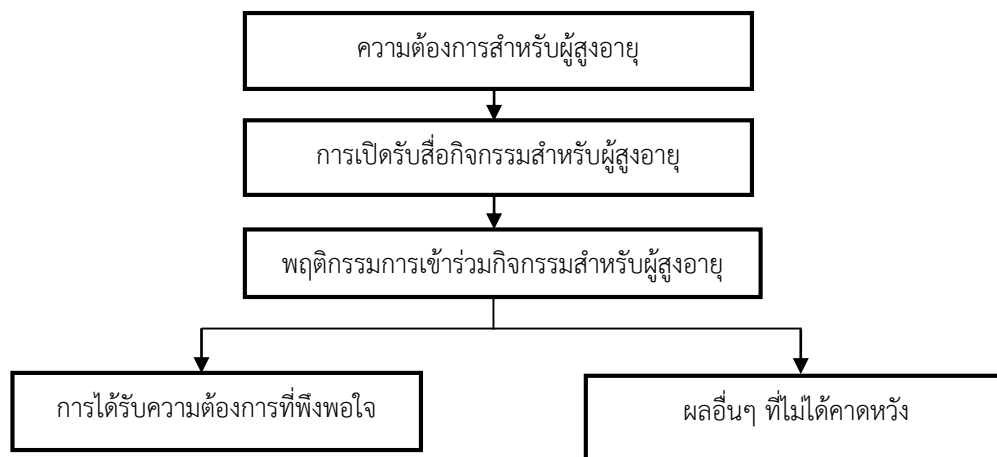 ความต้องการสำหรับผู้สูงอายุ
การเปิดรับสื่อกิจกรรมสำหรับผู้สูงอายุ
พฤติกรรมการเข้าร่วมกิจกรรมสำหรับผู้สูงอายุ
การได้รับความต้องการที่พึงพอใจ
ผลอื่นๆ ที่ไม่ได้คาดหวัง